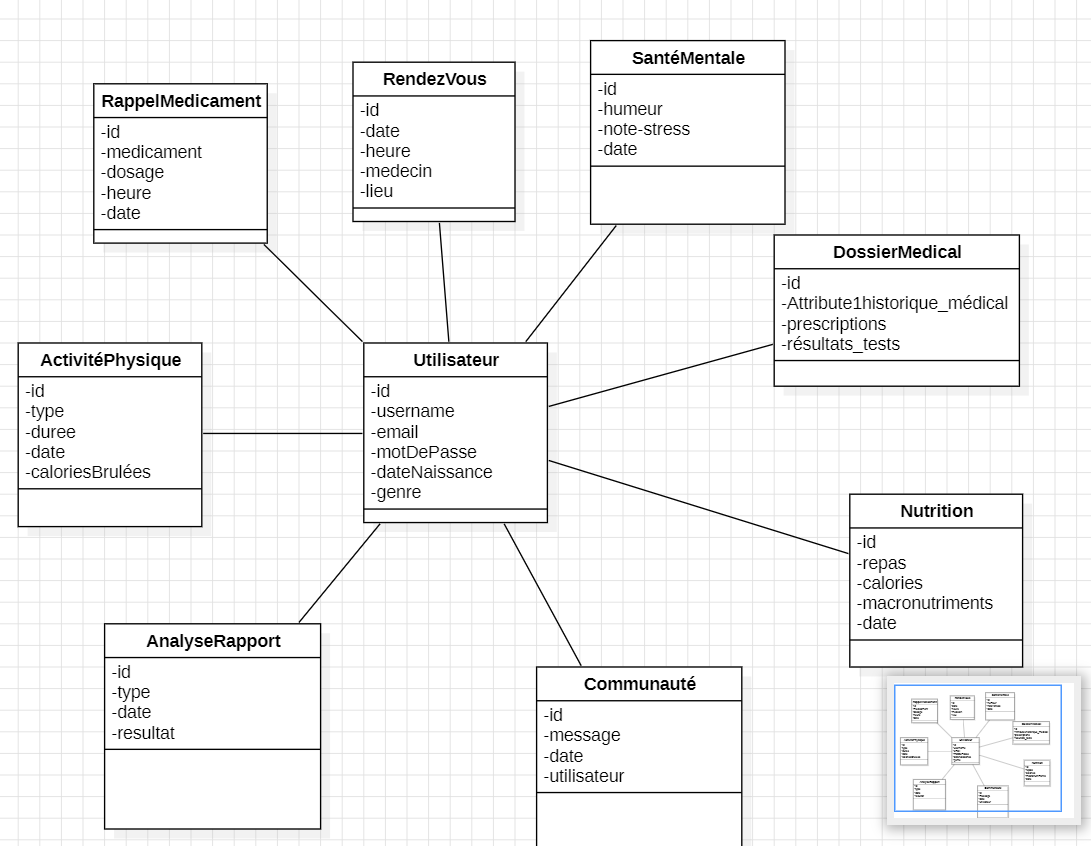 RappelMedicament
-id
-medicament
-dosage
-heure
-date
RendezVous
-id
-date
-heure
-medecin
-lieu
SantéMentale
-id
-humeur
-note-stress
-date
DossierMedical
-id
-Attribute1historique_médical
-prescriptions
-résultats_tests
ActivitéPhysique
-id
-type
-duree
-date
-caloriesBrulées
Utilisateur
-id
-username
-email
-motDePasse
-dateNaissance
-genre
Nutrition
-id
-repas
-calories
-macronutriments
-date
AnalyseRapport
-id
-type
-date
-resultat
Communauté
-id
-message
-date
-utilisateur